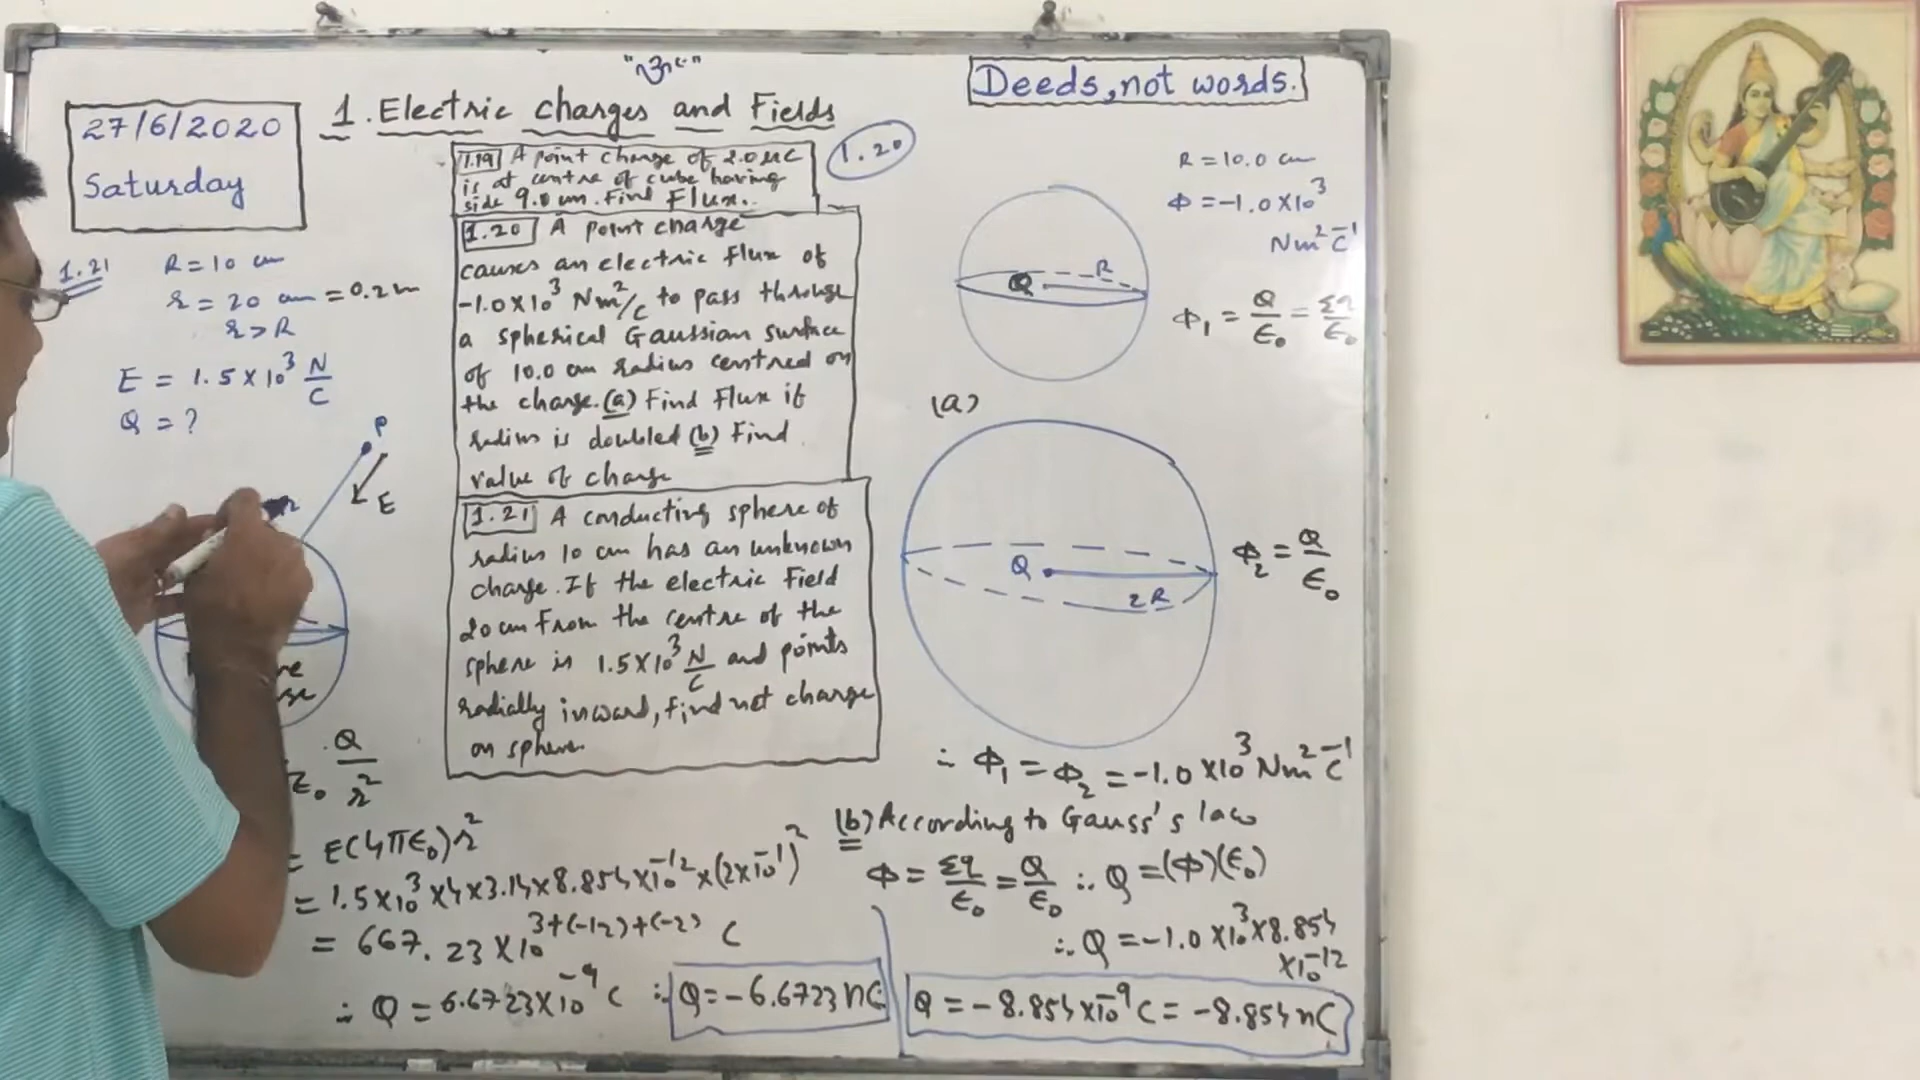 "ૐ"
Deeds, not words.
27/6/2020
Saturday
1. Electric charges and Fields
1.19 A point charge of 2.0 μC
is at centre of cube having
side 9.0 cm. Find Flux.
1.20
1.20 A point charge
causes an electric flux of
-1.0×10³ Nm²/C to pass through
a spherical Gaussian surface
of 10.0 cm radius centred on
the charge. (a) Find Flux if
radius is doubled (b) Find
value of charge
1.21 A conducting sphere of
radius 10 cm has an unknown
charge. If the electric Field
20 cm From the centre of the
sphere is 1.5×10³ N/C and points
radially inward, find net charge
on sphere.
1.21 R = 10 cm
r = 20 cm = 0.2 m
r > R
E = 1.5 × 10³ N/C
Q = ?
P
E
r
Q
ε₀ r²
= E(4πε₀)r²
= 1.5×10³×4×3.14×8.854×10⁻¹²×(2×10⁻¹)²
= 667.23 ×10³⁺⁽⁻¹²⁾⁺⁽⁻²⁾ C
∴ Q = 6.6723×10⁻⁹ C ∴ Q = -6.6723 nC
R = 10.0 cm
Φ = -1.0 × 10³
Nm²C⁻¹
Q R
Φ₁ = Q/ε₀ = Σq/ε₀
(a)
Q 2R
Φ₂ = Q/ε₀
∴ Φ₁ = Φ₂ = -1.0 ×10³ Nm²C⁻¹
(b) According to Gauss's law
Φ = Σq/ε₀ = Q/ε₀ ∴ Q = (Φ)(ε₀)
∴ Q = -1.0 ×10³×8.854
×10⁻¹²
Q = -8.854×10⁻⁹ C = -8.854 nC